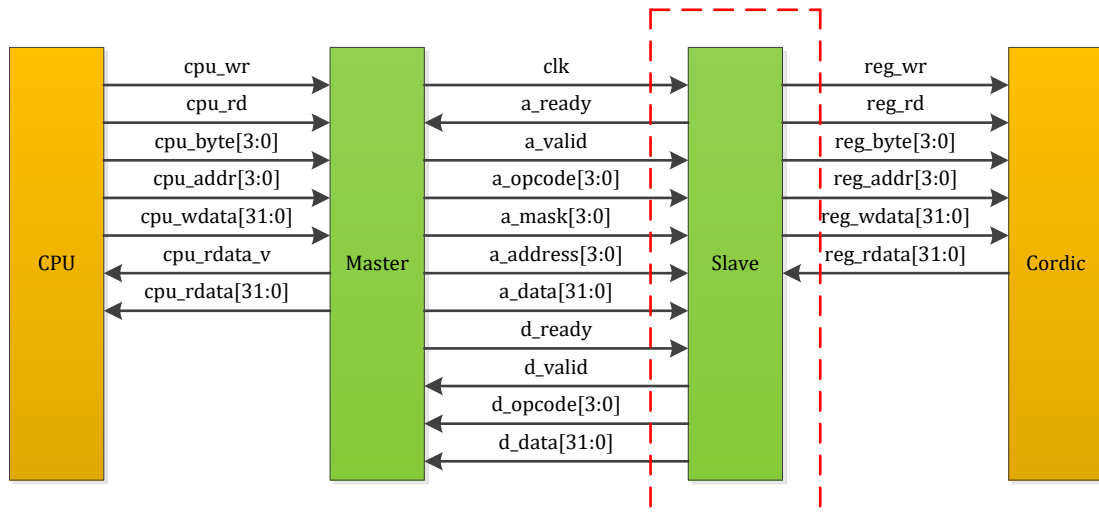 cpu_wr
clk
reg_wr
cpu_rd
a_ready
reg_rd
cpu_byte[3:0]
a_valid
reg_byte[3:0]
cpu_addr[3:0]
a_opcode[3:0]
reg_addr[3:0]
cpu_wdata[31:0]
a_mask[3:0]
reg_wdata[31:0]
CPU
cpu_rdata_v
Master
a_address[3:0]
Slave
reg_rdata[31:0]
Cordic
cpu_rdata[31:0]
a_data[31:0]
d_ready
d_valid
d_opcode[3:0]
d_data[31:0]